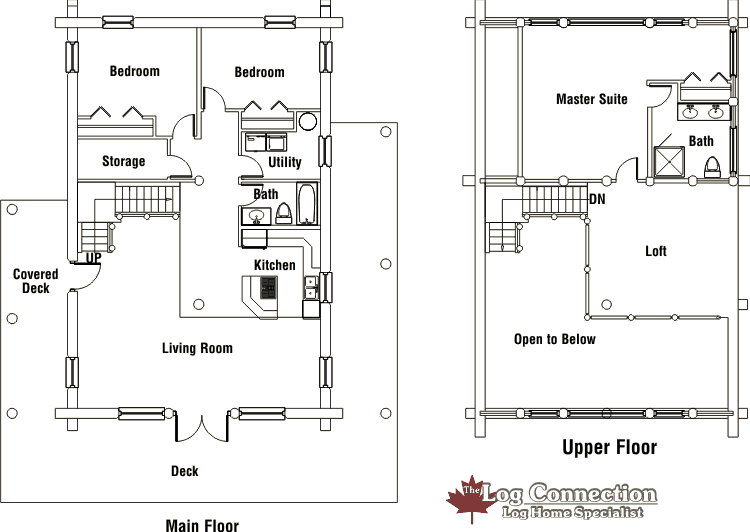 Bedroom
Bedroom
Storage
Utility
Bath
UP
Covered
Deck
Kitchen
Living Room
Deck
Main Floor
Master Suite
Bath
DN
Loft
Open to Below
Upper Floor
The Log Connection
Log Home Specialist